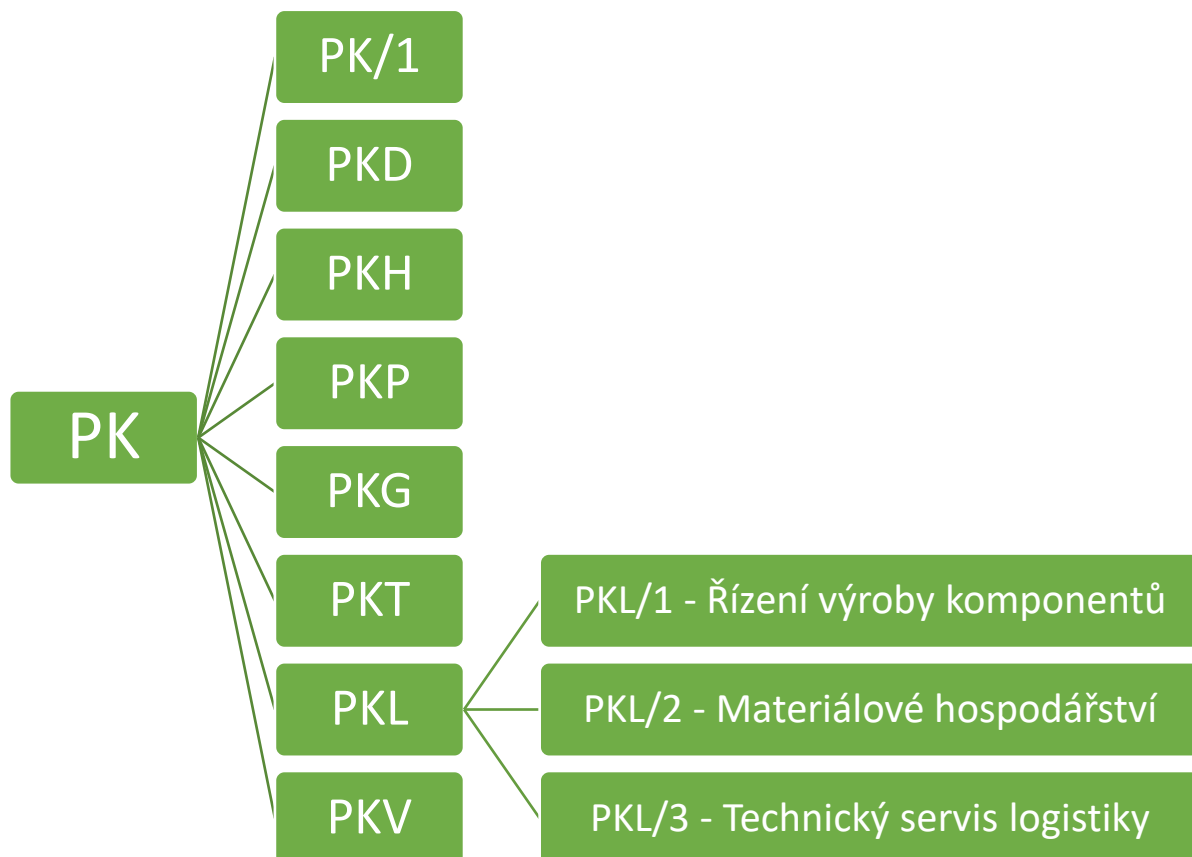 PK
PK/1
PKD
PKH
PKP
PKG
PKT
PKL
PKV
PKL/1 - Řízení výroby komponentů
PKL/2 - Materiálové hospodářství
PKL/3 - Technický servis logistiky